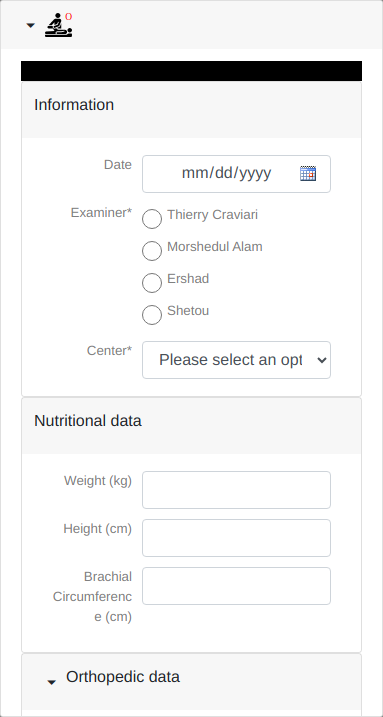 0
Information
Date mm/dd/yyyy
Examiner* Thierry Craviari
Morshedul Alam
Ershad
Shetou
Center* Please select an opt
Nutritional data
Weight (kg)
Height (cm)
Brachial
Circumferenc
e (cm)
Orthopedic data